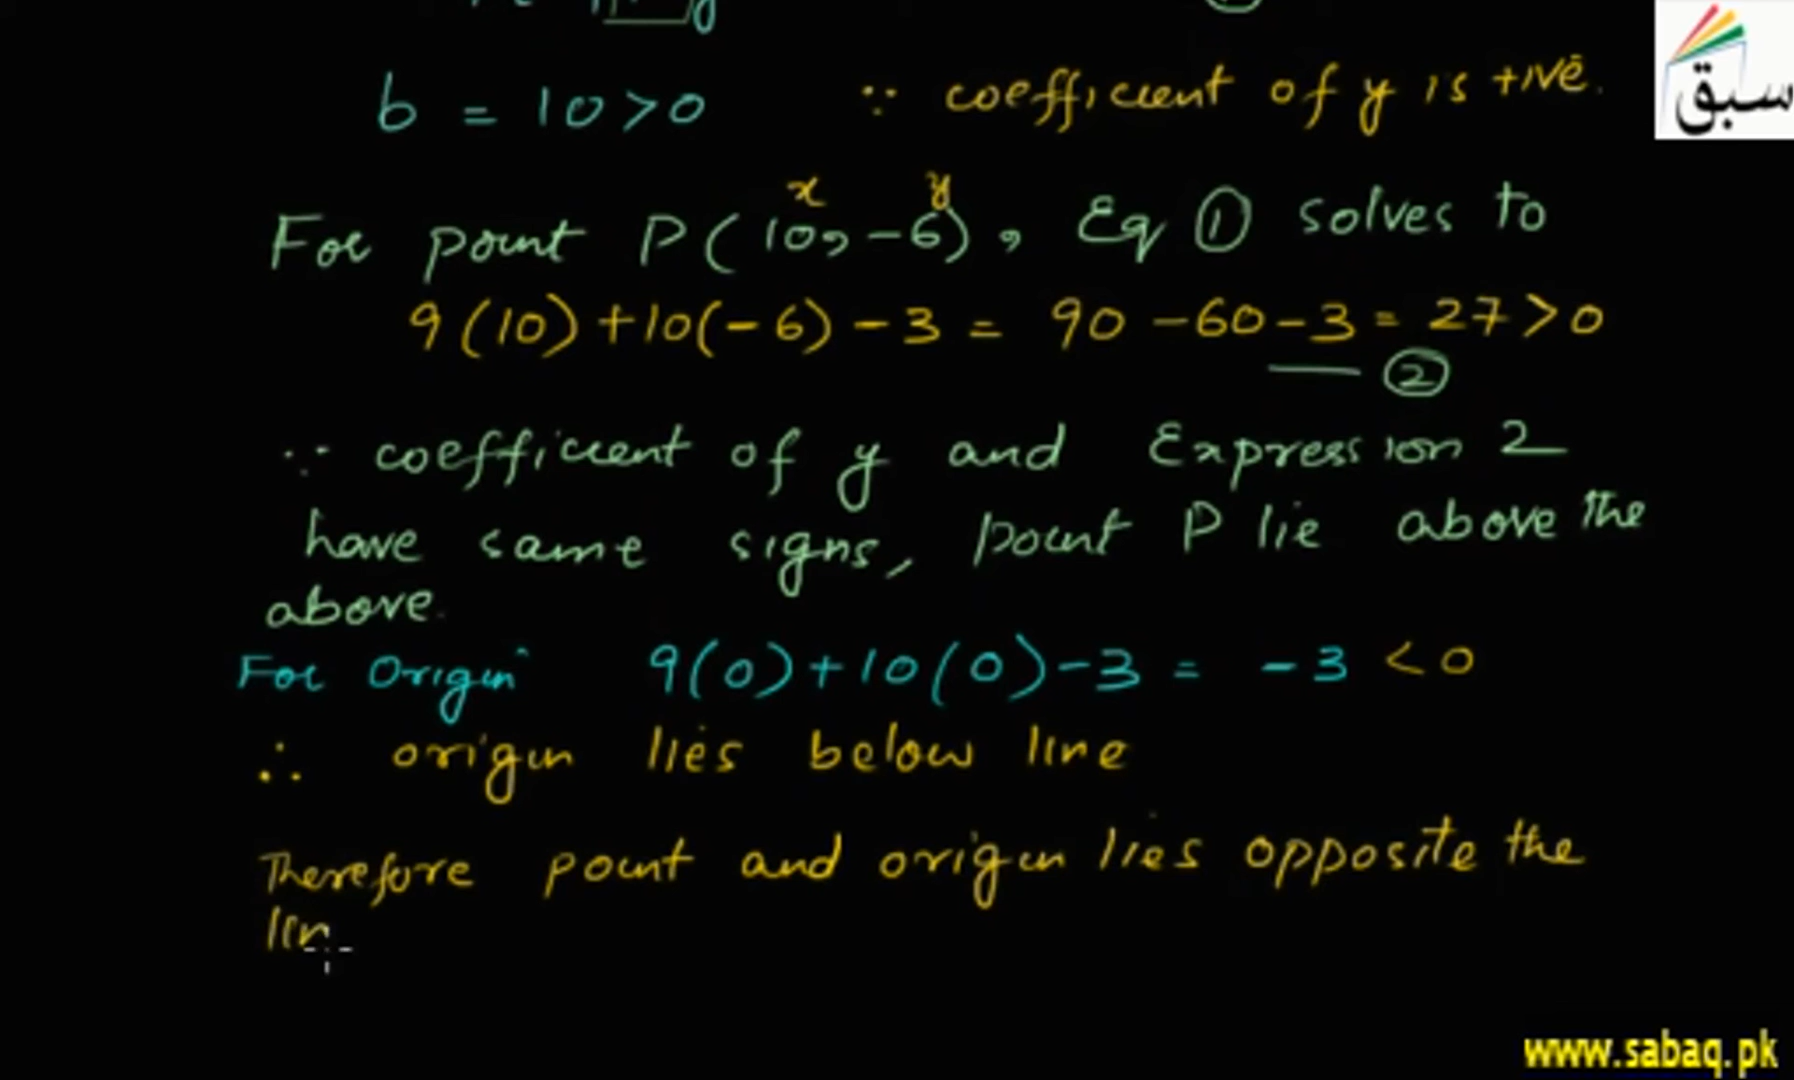 سبق
b = 10 > 0 ∵ coefficient of y is +ive.
x y
For point P(10, -6), Eq ① solves to
9(10) + 10(-6) - 3 = 90 - 60 - 3 = 27 > 0
— ②
∵ coefficient of y and Expression 2
have same signs, point P lie above the
above.
For Origin 9(0) + 10(0) - 3 = -3 < 0
∴ origin lies below line
Therefore point and origin lies opposite the
lin
www.sabaq.pk